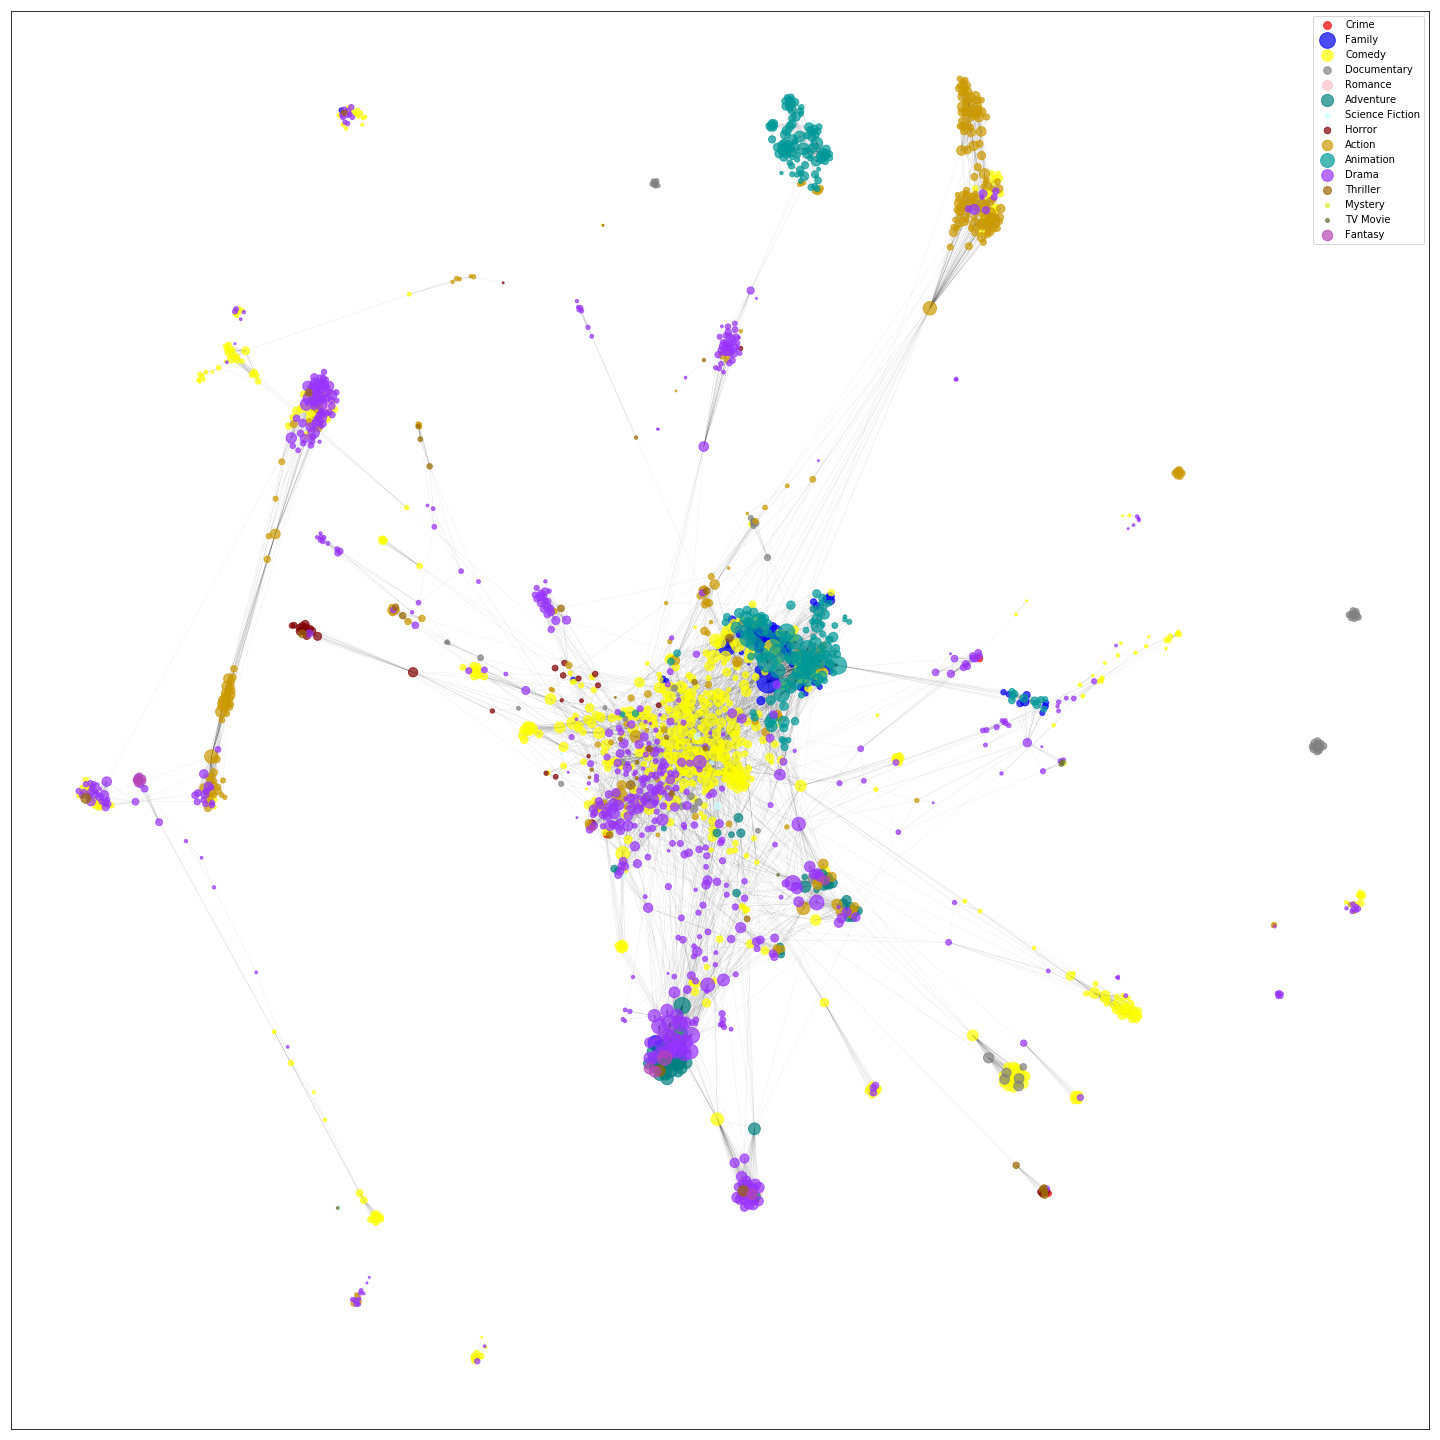 Crime
Family
Comedy
Documentary
Romance
Adventure
Science Fiction
Horror
Action
Animation
Drama
Thriller
Mystery
TV Movie
Fantasy